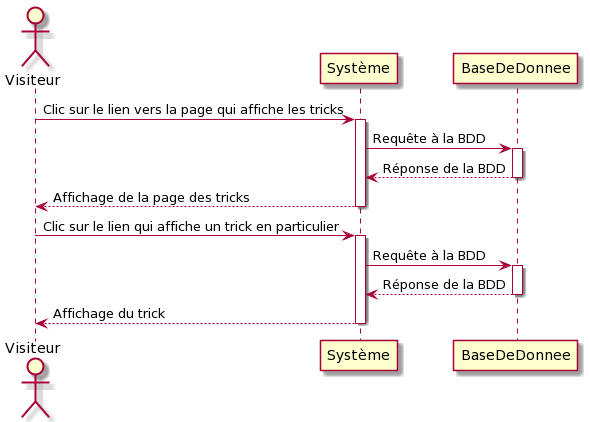 Visiteur
Système
BaseDeDonnee
Clic sur le lien vers la page qui affiche les tricks
Requête à la BDD
Réponse de la BDD
Affichage de la page des tricks
Clic sur le lien qui affiche un trick en particulier
Requête à la BDD
Réponse de la BDD
Affichage du trick
Visiteur
Système
BaseDeDonnee